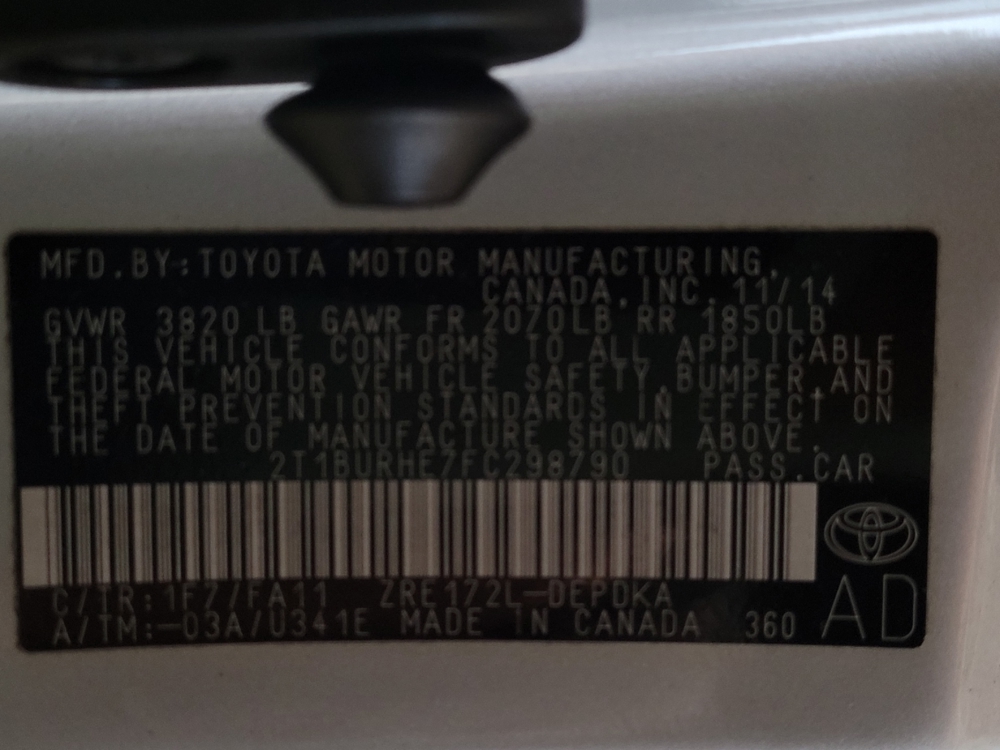 MFD.BY:TOYOTA MOTOR MANUFACTURING,
CANADA,INC. 11/14
GVWR 3820 LB GAWR FR 2070LB RR 1850LB
THIS VEHICLE CONFORMS TO ALL APPLICABLE
FEDERAL MOTOR VEHICLE SAFETY,BUMPER,AND
THEFT PREVENTION STANDARDS IN EFFECT ON
THE DATE OF MANUFACTURE SHOWN ABOVE.
2T1BURHE7FC298790 PASS.CAR
C/TR:1F7/FA11 ZRE172L-DEPDKA
A/TM:-03A/U341E MADE IN CANADA 360
AD